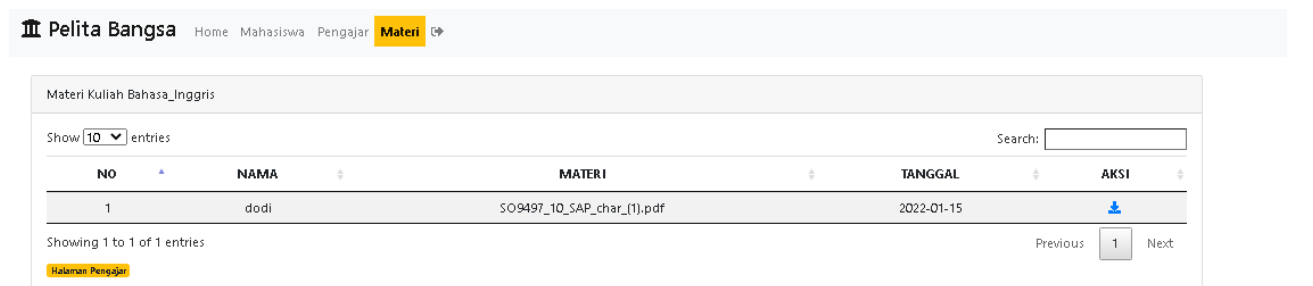 Pelita Bangsa Home Mahasiswa Pengajar Materi
Materi Kuliah Bahasa_Inggris
Show 10 entries Search:
NO NAMA MATERI TANGGAL AKSI
1 dodi SO9497_10_SAP_char_(1).pdf 2022-01-15
Showing 1 to 1 of 1 entries Previous 1 Next
Halaman Pengajar